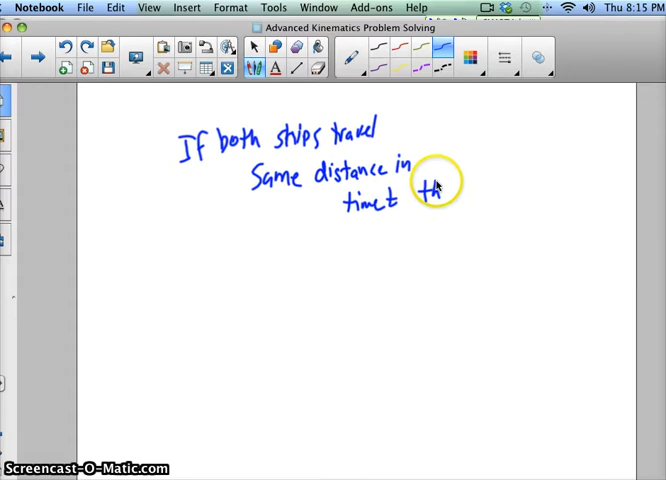 Notebook File Edit View Insert Format Tools Window Add-ons Help Thu 8:15 PM
Advanced Kinematics Problem Solving
If both ships travel
Same distance in
time t th
Screencast-O-Matic.com